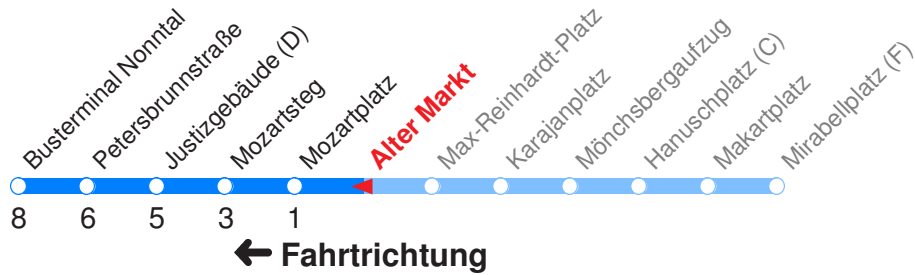 Busterminal Nonntal
Petersbrunnstraße
Justizgebäude (D)
Mozartsteg
Mozartplatz
Alter Markt
Max-Reinhardt-Platz
Karajanplatz
Mönchsbergaufzug
Hanuschplatz (C)
Makartplatz
Mirabellplatz (F)
8 6 5 3 1
← Fahrtrichtung